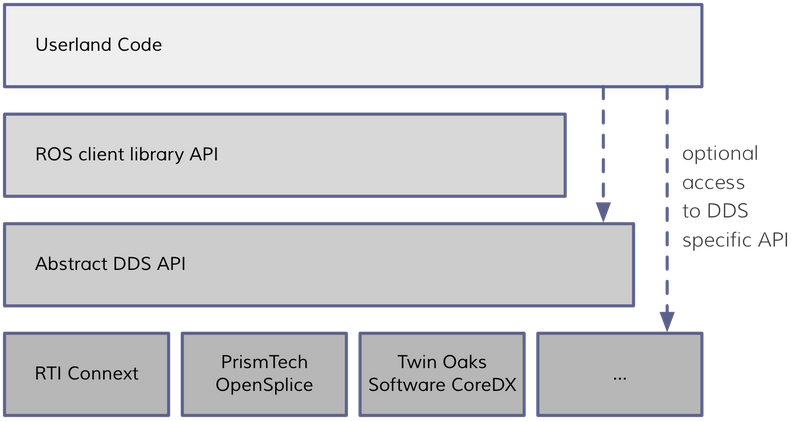 Userland Code
ROS client library API
optional
access
to DDS
specific API
Abstract DDS API
RTI Connext
PrismTech
OpenSplice
Twin Oaks
Software CoreDX
...